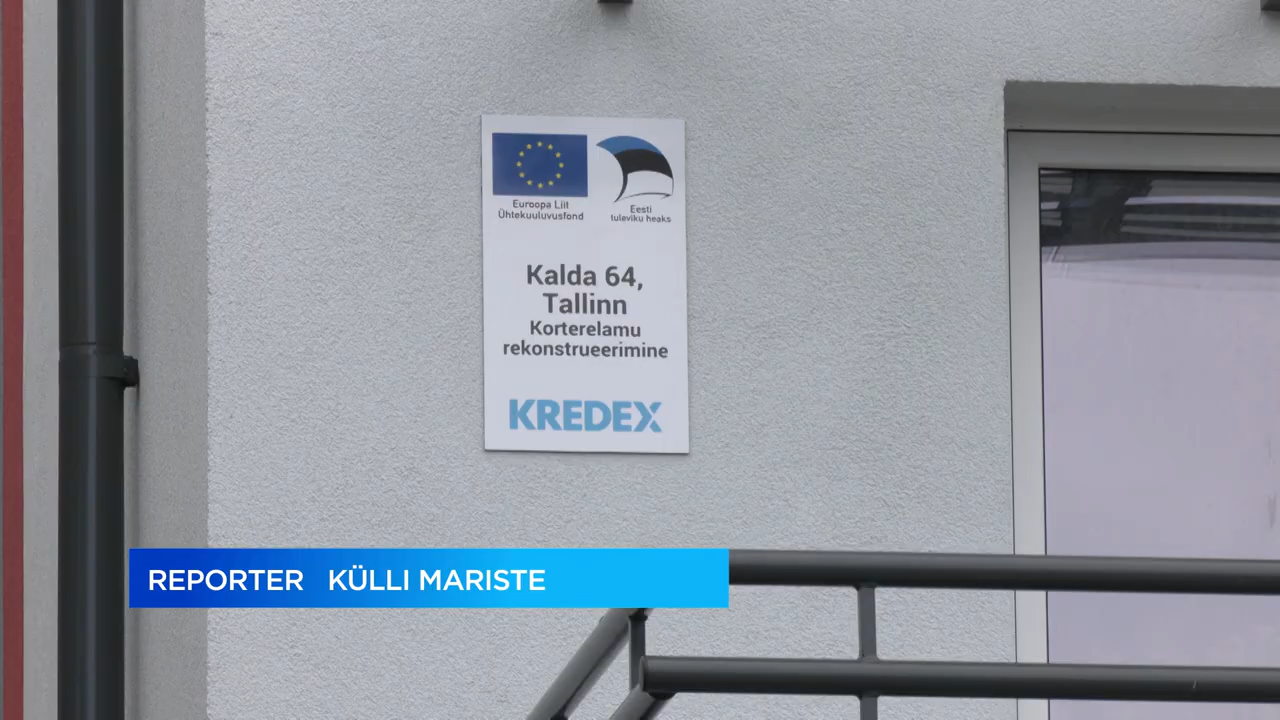 Euroopa Liit
Ühtekuuluvusfond
Eesti
tuleviku heaks
Kalda 64,
Tallinn
Korterelamu
rekonstrueerimine
KREDEX
REPORTER KÜLLI MARISTE